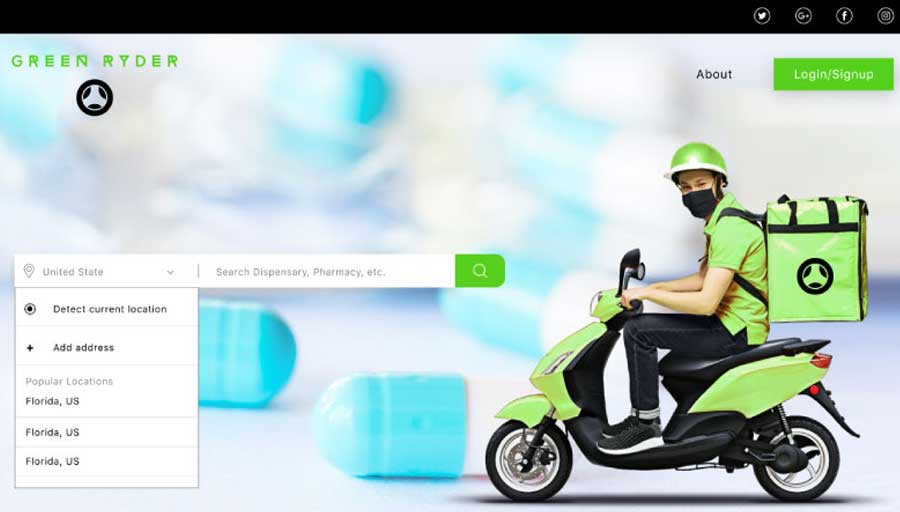 GREEN RYDER
About
Login/Signup
United State
Search Dispensary, Pharmacy, etc.
Detect current location
+ Add address
Popular Locations
Florida, US
Florida, US
Florida, US